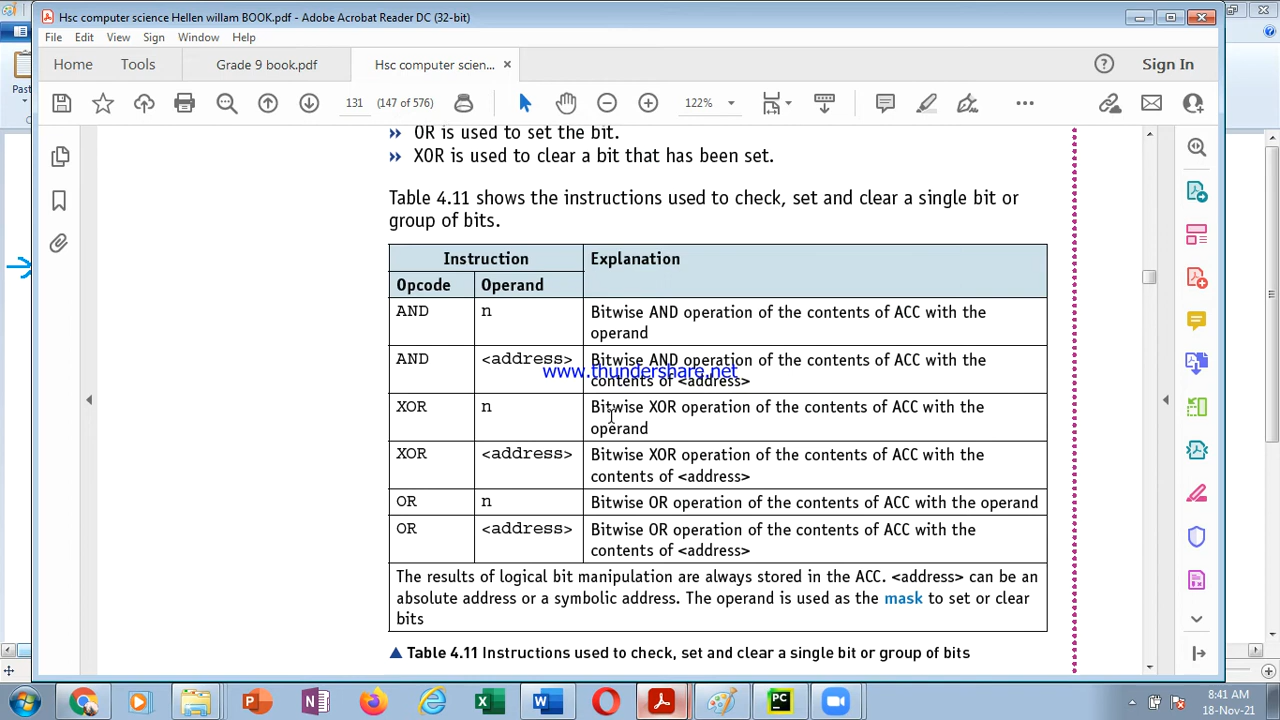 Hsc computer science Hellen willam BOOK.pdf - Adobe Acrobat Reader DC (32-bit)
File Edit View Sign Window Help
Home Tools Grade 9 book.pdf Hsc computer scien... × Sign In
131 (147 of 576) 122%
Past
›› OR is used to set the bit.
›› XOR is used to clear a bit that has been set.
Table 4.11 shows the instructions used to check, set and clear a single bit or
group of bits.
Instruction Explanation
Opcode Operand
AND n Bitwise AND operation of the contents of ACC with the
operand
AND <address> Bitwise AND operation of the contents of ACC with the
www.thundershare.net
contents of <address>
XOR n Bitwise XOR operation of the contents of ACC with the
operand
XOR <address> Bitwise XOR operation of the contents of ACC with the
contents of <address>
OR n Bitwise OR operation of the contents of ACC with the operand
OR <address> Bitwise OR operation of the contents of ACC with the
contents of <address>
The results of logical bit manipulation are always stored in the ACC. <address> can be an
absolute address or a symbolic address. The operand is used as the mask to set or clear
bits
▲ Table 4.11 Instructions used to check, set and clear a single bit or group of bits
8:41 AM
18-Nov-21